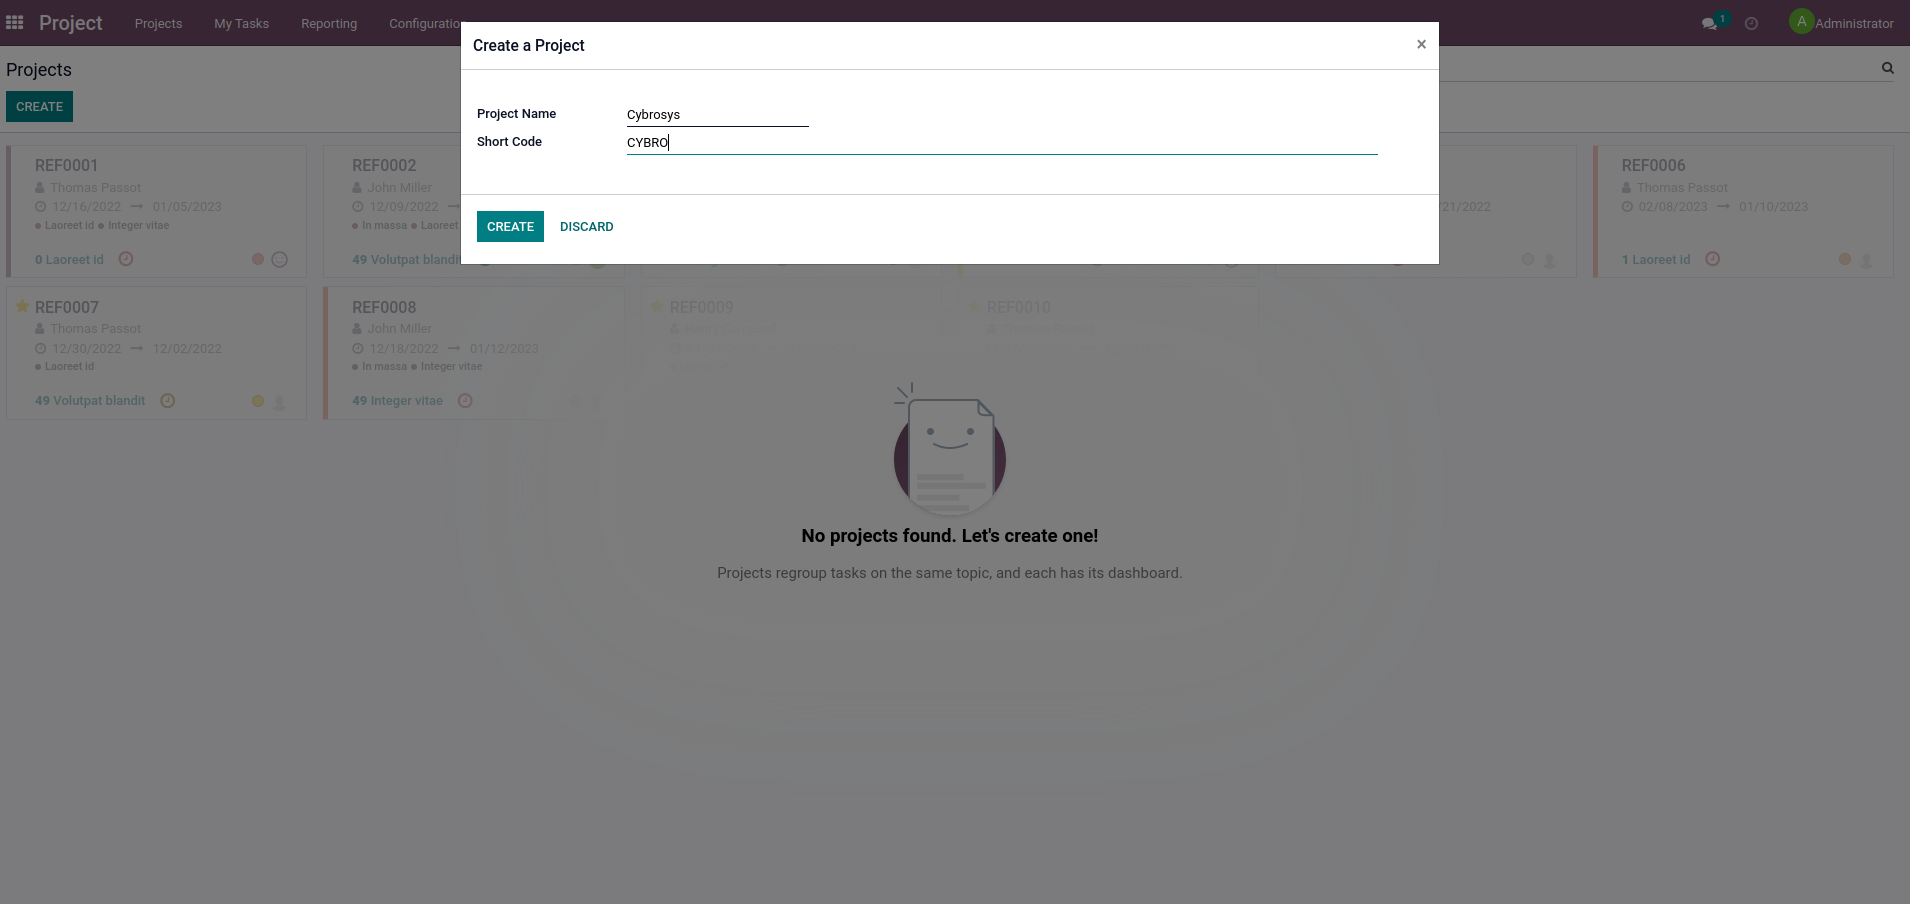 Project Projects My Tasks Reporting Configuratio 1 A Administrator
Create a Project ×
Projects
CREATE
Project Name Cybrosys
Short Code CYBRO
CREATE DISCARD
REF0001
Thomas Passot
12/16/2022 → 01/05/2023
Laoreet id Integer vitae
0 Laoreet id
REF0002
John Miller
12/09/2022 →
In massa Laoreet
49 Volutpat blandit
21/2022
REF0006
Thomas Passot
02/08/2023 → 01/10/2023
1 Laoreet id
REF0007
Thomas Passot
12/30/2022 → 12/02/2022
Laoreet id
49 Volutpat blandit
REF0008
John Miller
12/18/2022 → 01/12/2023
In massa Integer vitae
49 Integer vitae
REF0009
REF0010
No projects found. Let's create one!
Projects regroup tasks on the same topic, and each has its dashboard.